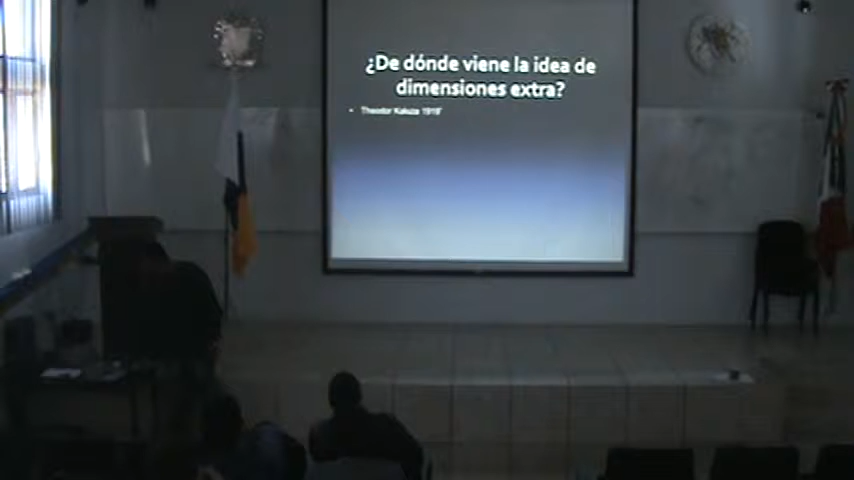 ¿De dónde viene la idea de
dimensiones extra?
• Theodor Kaluza 1919